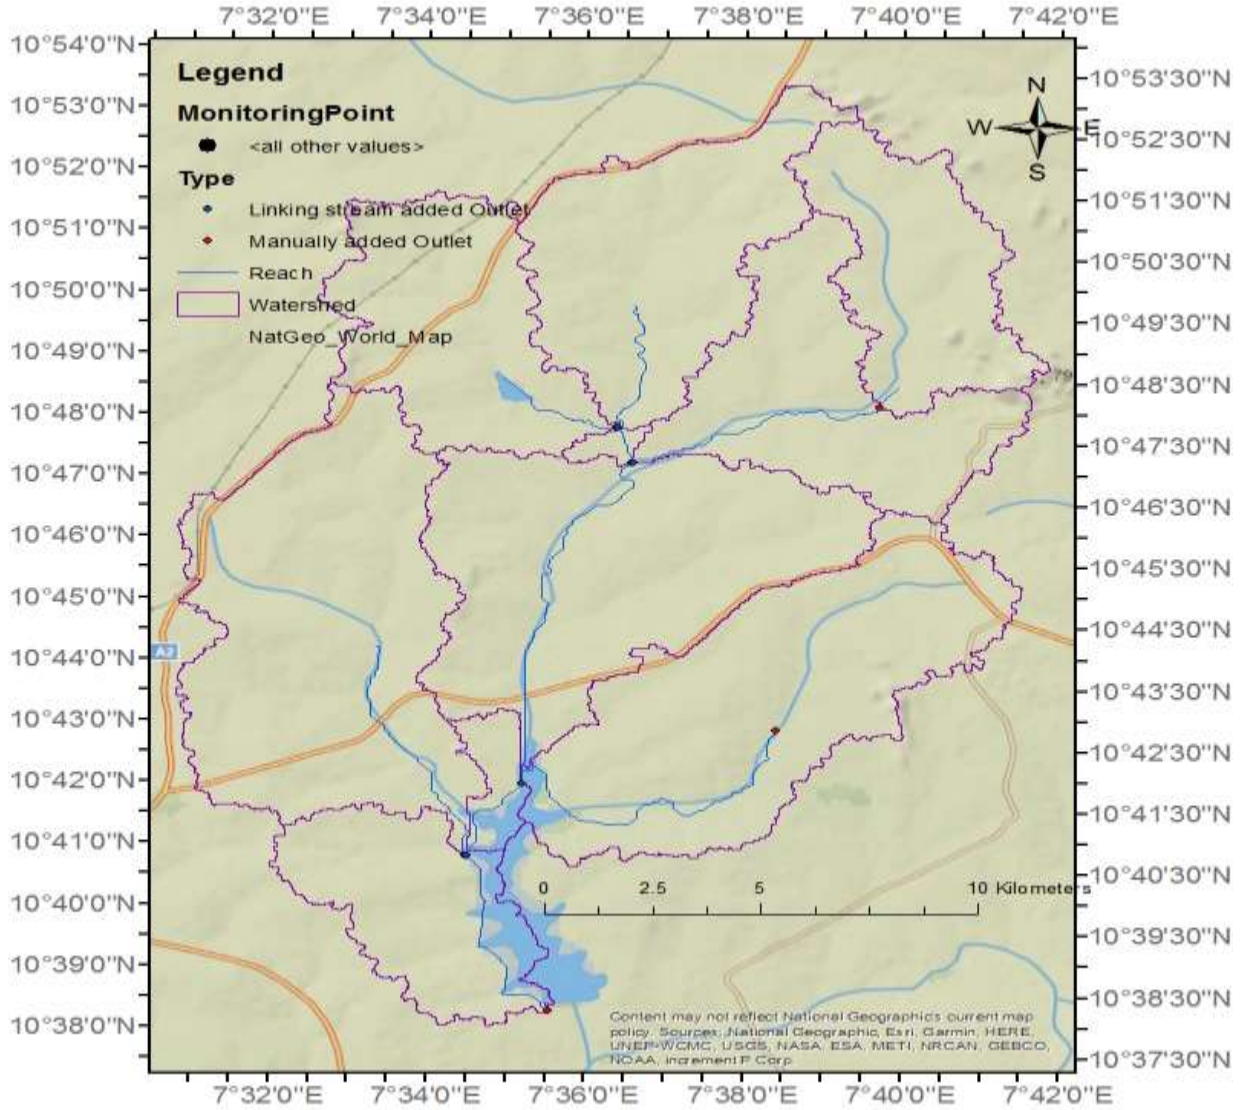 7°32'0"E 7°34'0"E 7°36'0"E 7°38'0"E 7°40'0"E 7°42'0"E
10°54'0"N
10°53'0"N
10°52'0"N
10°51'0"N
10°50'0"N
10°49'0"N
10°48'0"N
10°47'0"N
10°46'0"N
10°45'0"N
10°44'0"N
10°43'0"N
10°42'0"N
10°41'0"N
10°40'0"N
10°39'0"N
10°38'0"N
Legend
MonitoringPoint
<all other values>
Type
Linking stream added Outlet
Manually added Outlet
Reach
Watershed
NatGeo_World_Map
N
W E
S
A2
0 2.5 5 10 Kilometers
Content may not reflect National Geographic's current map
policy. Sources: National Geographic, Esri, Garmin, HERE,
UNEP-WCMC, USGS, NASA, ESA, METI, NRCAN, GEBCO,
NOAA, increment P Corp.
10°53'30"N
10°52'30"N
10°51'30"N
10°50'30"N
10°49'30"N
10°48'30"N
10°47'30"N
10°46'30"N
10°45'30"N
10°44'30"N
10°43'30"N
10°42'30"N
10°41'30"N
10°40'30"N
10°39'30"N
10°38'30"N
10°37'30"N
7°32'0"E 7°34'0"E 7°36'0"E 7°38'0"E 7°40'0"E 7°42'0"E